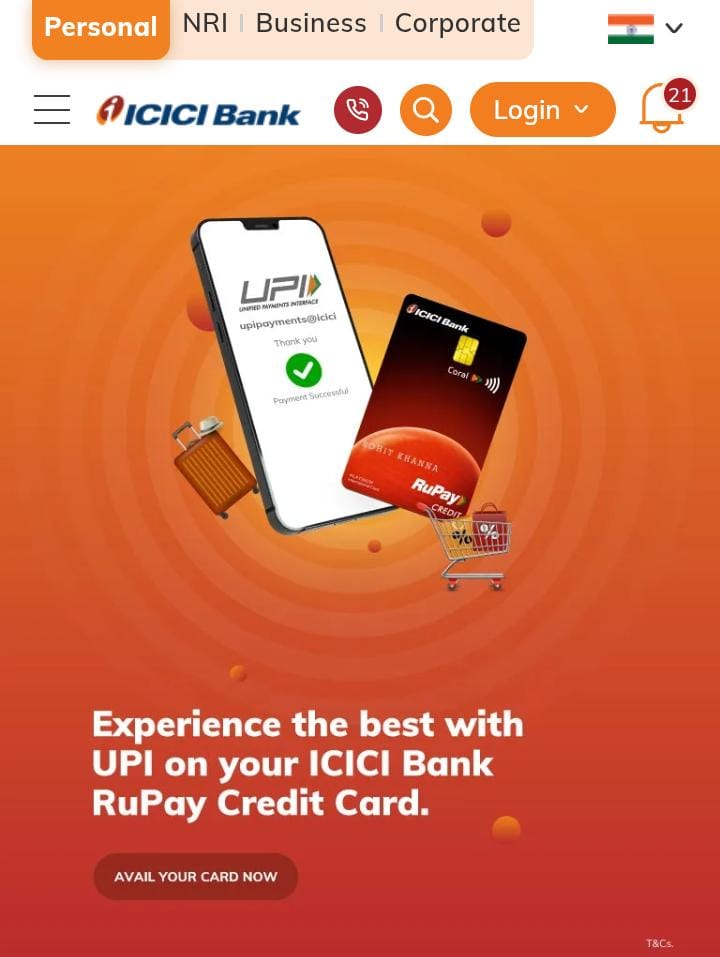 Personal NRI Business Corporate
ICICI Bank Login 21
UPI
UNIFIED PAYMENTS INTERFACE
upipayments@icici
Thank you
Payment Successful
ICICI Bank
Coral
KHANNA
PLATINUM
RuPay
CREDIT
% %
Experience the best with
UPI on your ICICI Bank
RuPay Credit Card.
AVAIL YOUR CARD NOW
T&Cs.